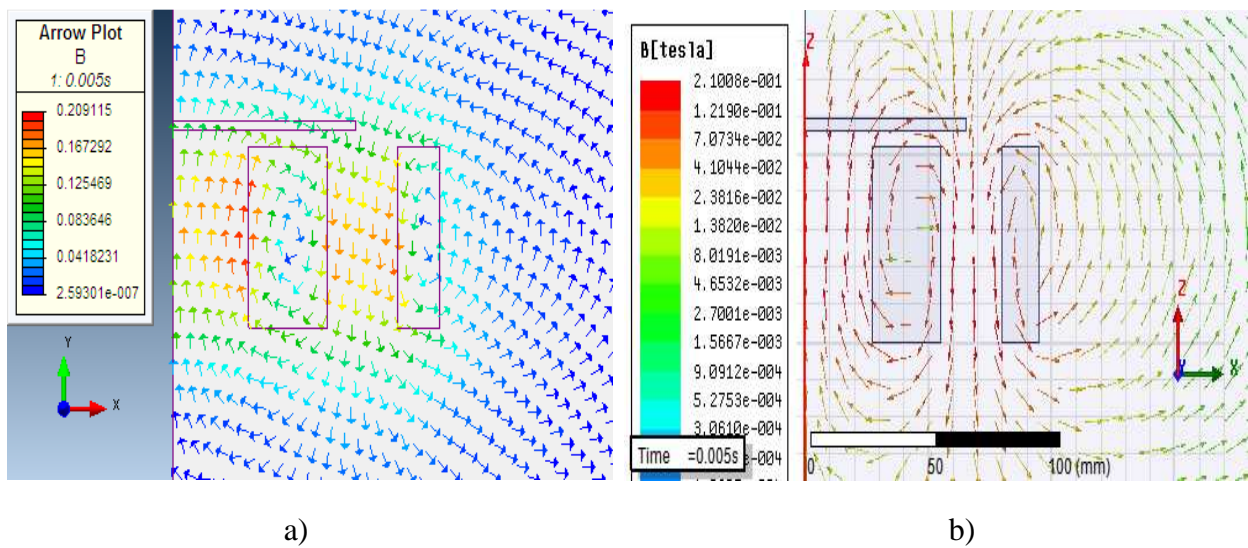 Arrow Plot
B
1: 0.005s
0.209115
0.167292
0.125469
0.083646
0.0418231
2.59301e-007
Y
X
a)
B[tesla]
2.1008e-001
1.2190e-001
7.0734e-002
4.1044e-002
2.3816e-002
1.3820e-002
8.0191e-003
4.6532e-003
2.7001e-003
1.5667e-003
9.0912e-004
5.2753e-004
3.0610e-004
Time =0.005s
e-004
Z
Z
X
0 50 100 (mm)
b)